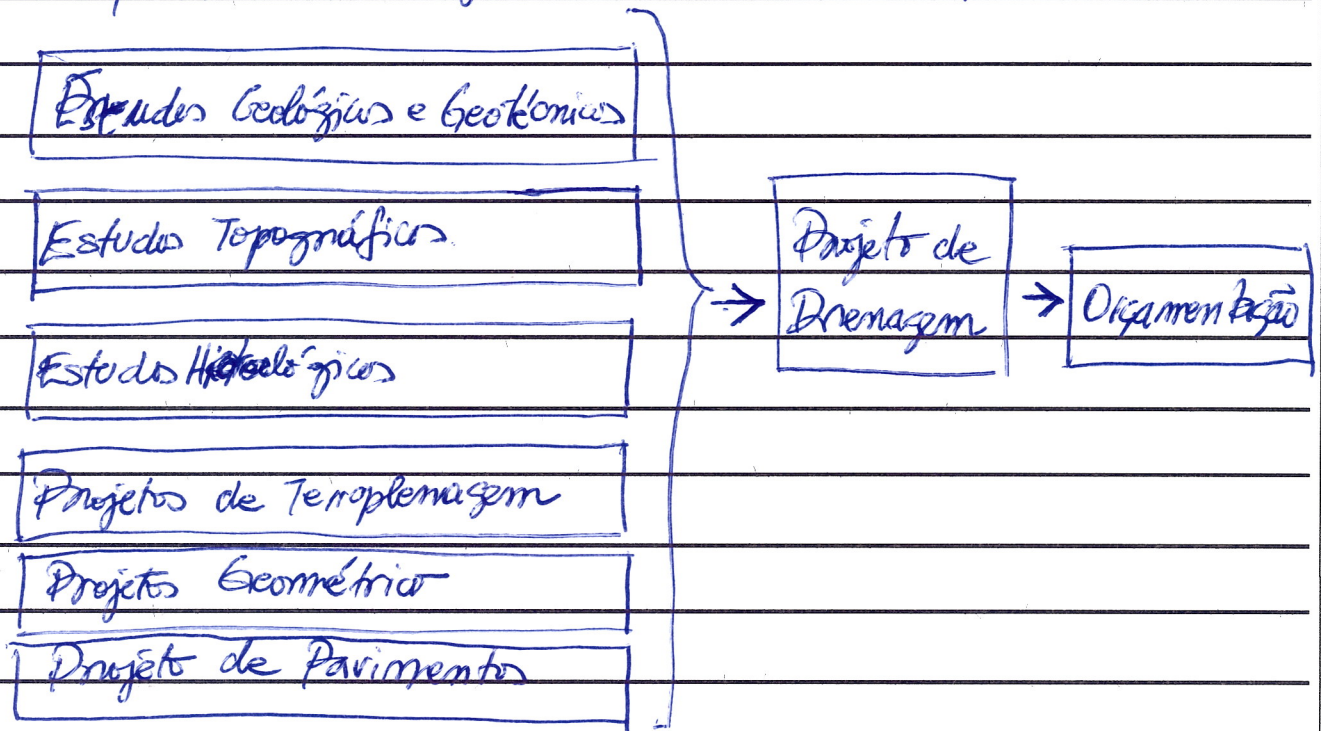 Estudos Geológicos e Geotécnicos
Estudos Topográficos
Estudos Hidrológicos
Projeto de
Drenagem
Orçamentação
Projetos de Terraplenagem
Projetos Geométrico
Projeto de Pavimentos